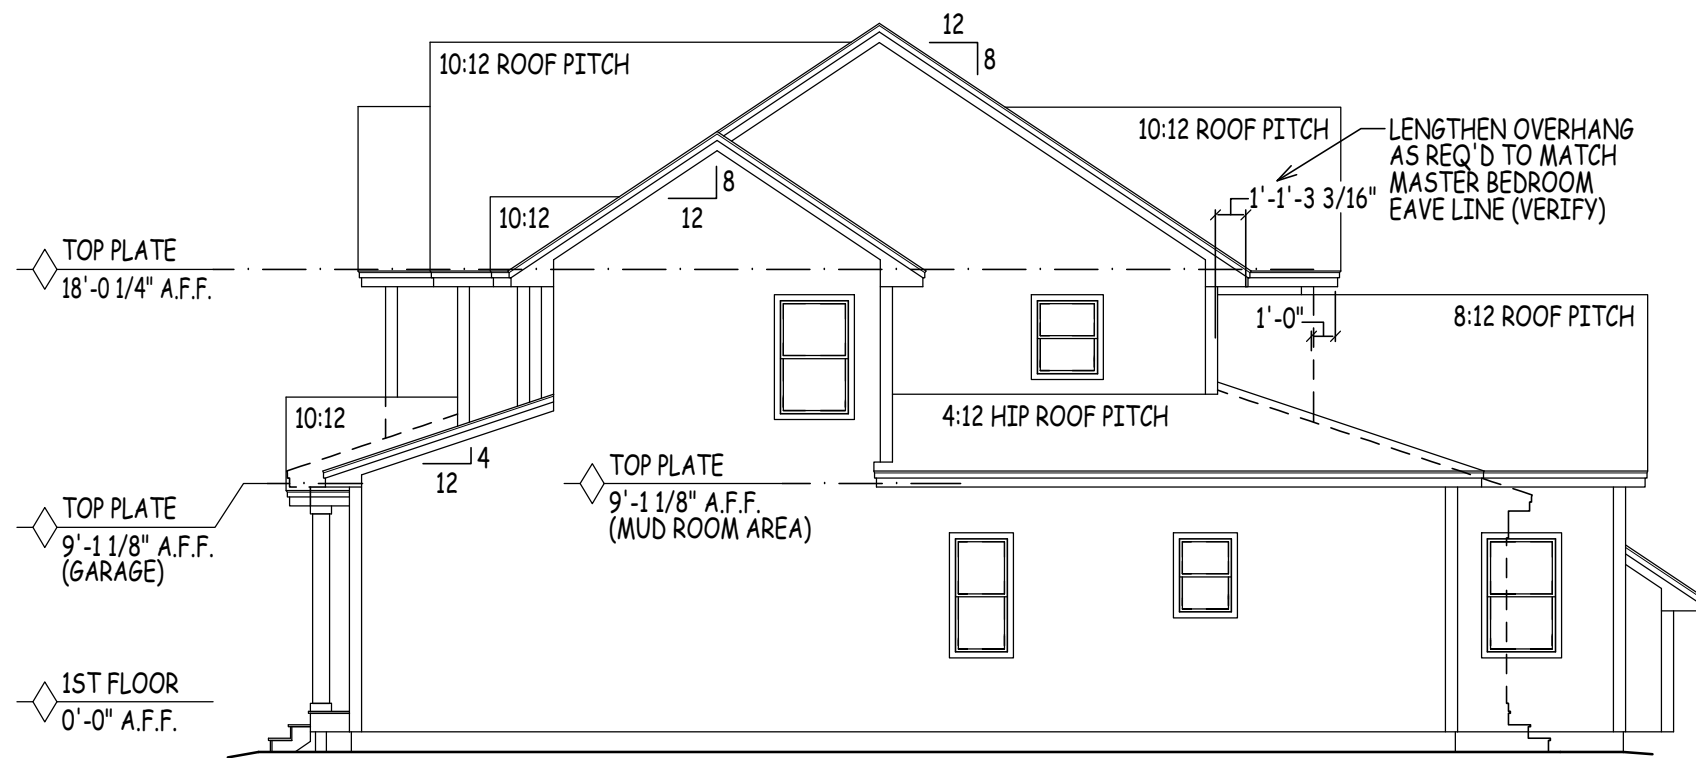 12
8
10:12 ROOF PITCH
10:12 ROOF PITCH
LENGTHEN OVERHANG
AS REQ'D TO MATCH
MASTER BEDROOM
EAVE LINE (VERIFY)
1'-1'-3 3/16"
8
12
10:12
TOP PLATE
18'-0 1/4" A.F.F.
1'-0"
8:12 ROOF PITCH
10:12
4:12 HIP ROOF PITCH
4
12
TOP PLATE
9'-1 1/8" A.F.F.
(MUD ROOM AREA)
TOP PLATE
9'-1 1/8" A.F.F.
(GARAGE)
1ST FLOOR
0'-0" A.F.F.